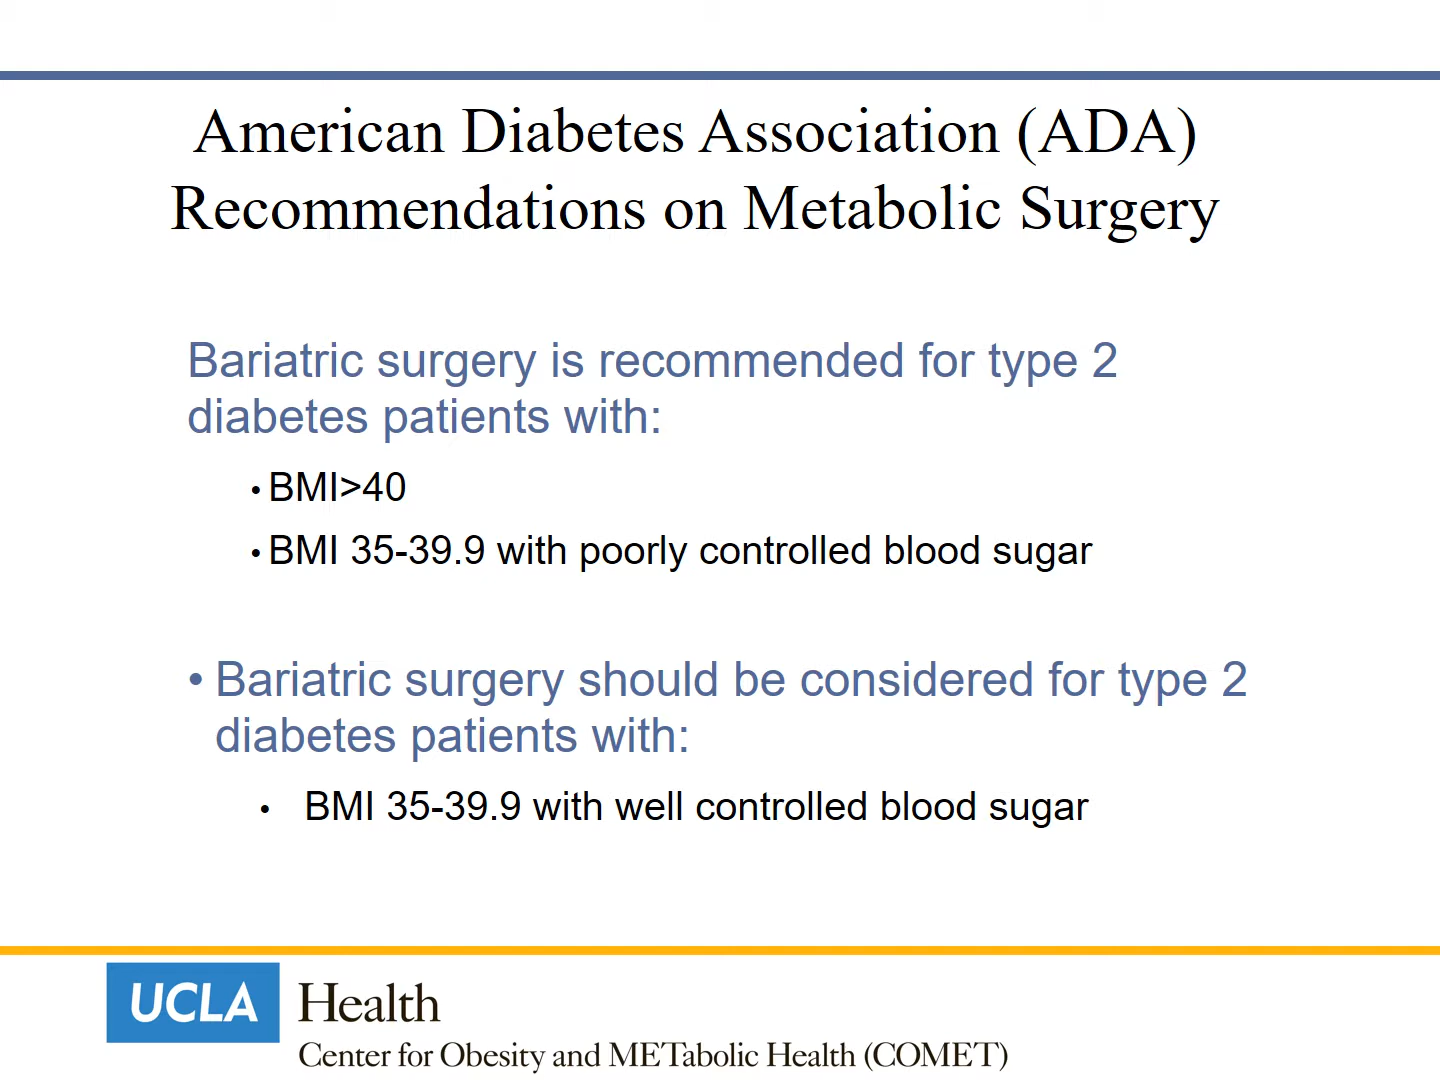 American Diabetes Association (ADA)
Recommendations on Metabolic Surgery
Bariatric surgery is recommended for type 2
diabetes patients with:
• BMI>40
• BMI 35-39.9 with poorly controlled blood sugar
• Bariatric surgery should be considered for type 2
diabetes patients with:
• BMI 35-39.9 with well controlled blood sugar
UCLA Health
Center for Obesity and METabolic Health (COMET)